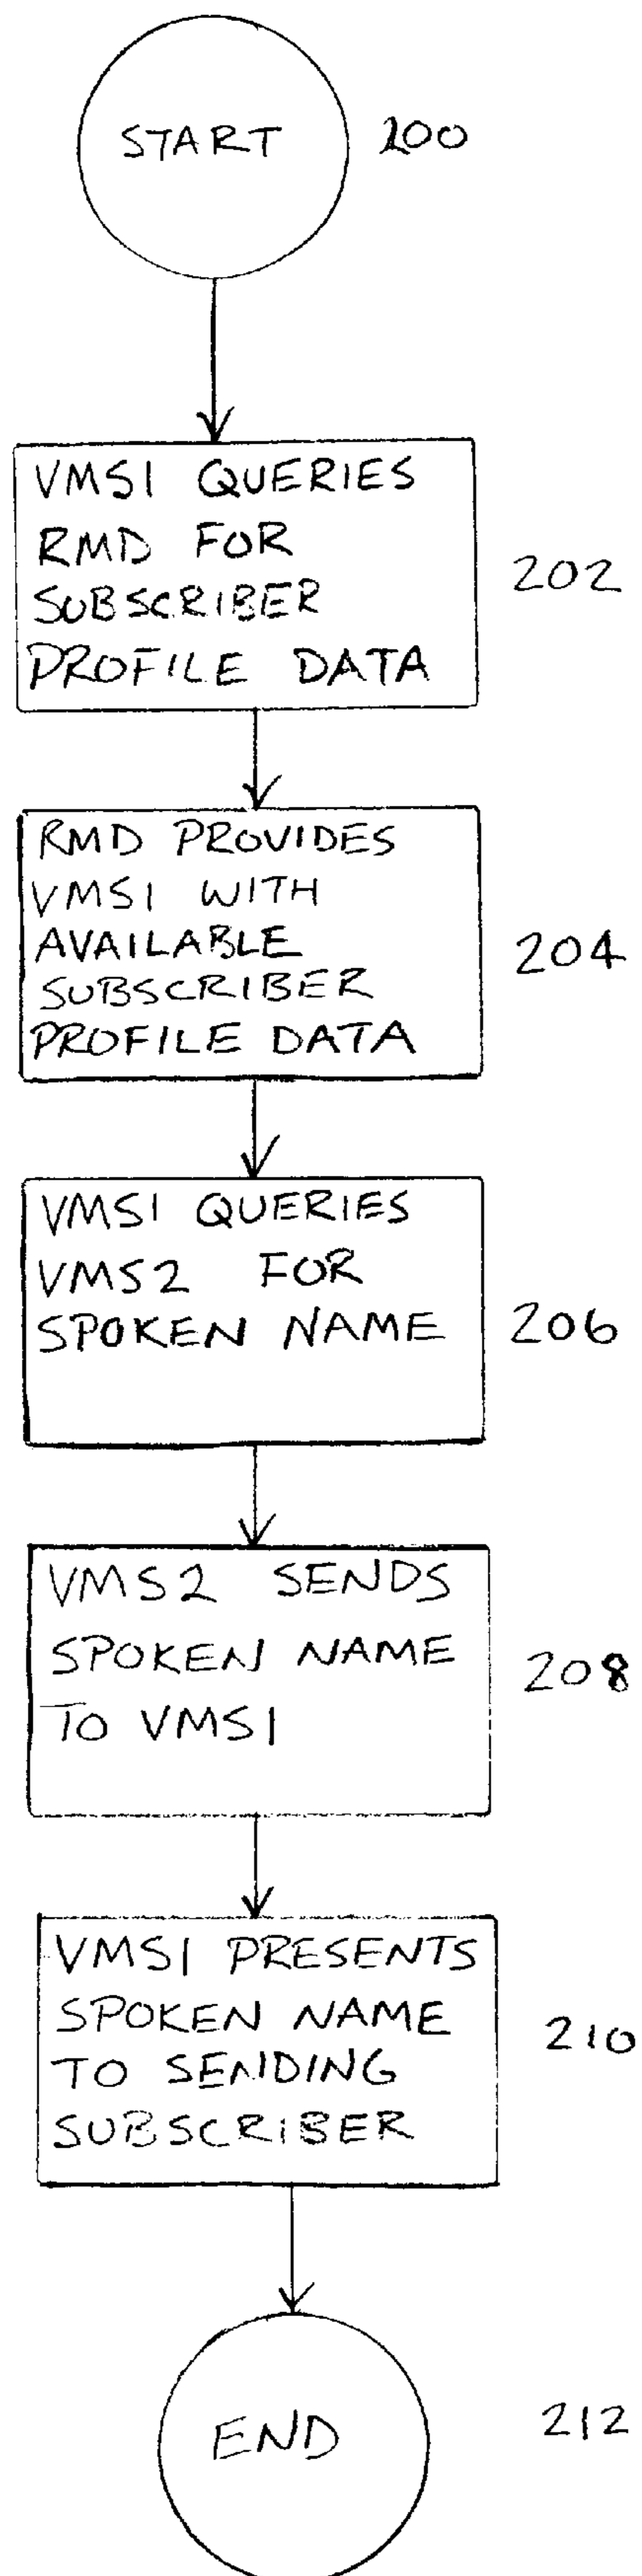 START
200
VMS1 QUERIES
RMD FOR
SUBSCRIBER
PROFILE DATA
202
RMD PROVIDES
VMS1 WITH
AVAILABLE
SUBSCRIBER
PROFILE DATA
204
VMS1 QUERIES
VMS2 FOR
SPOKEN NAME
206
VMS2 SENDS
SPOKEN NAME
TO VMS1
208
VMS1 PRESENTS
SPOKEN NAME
TO SENDING
SUBSCRIBER
210
END
212